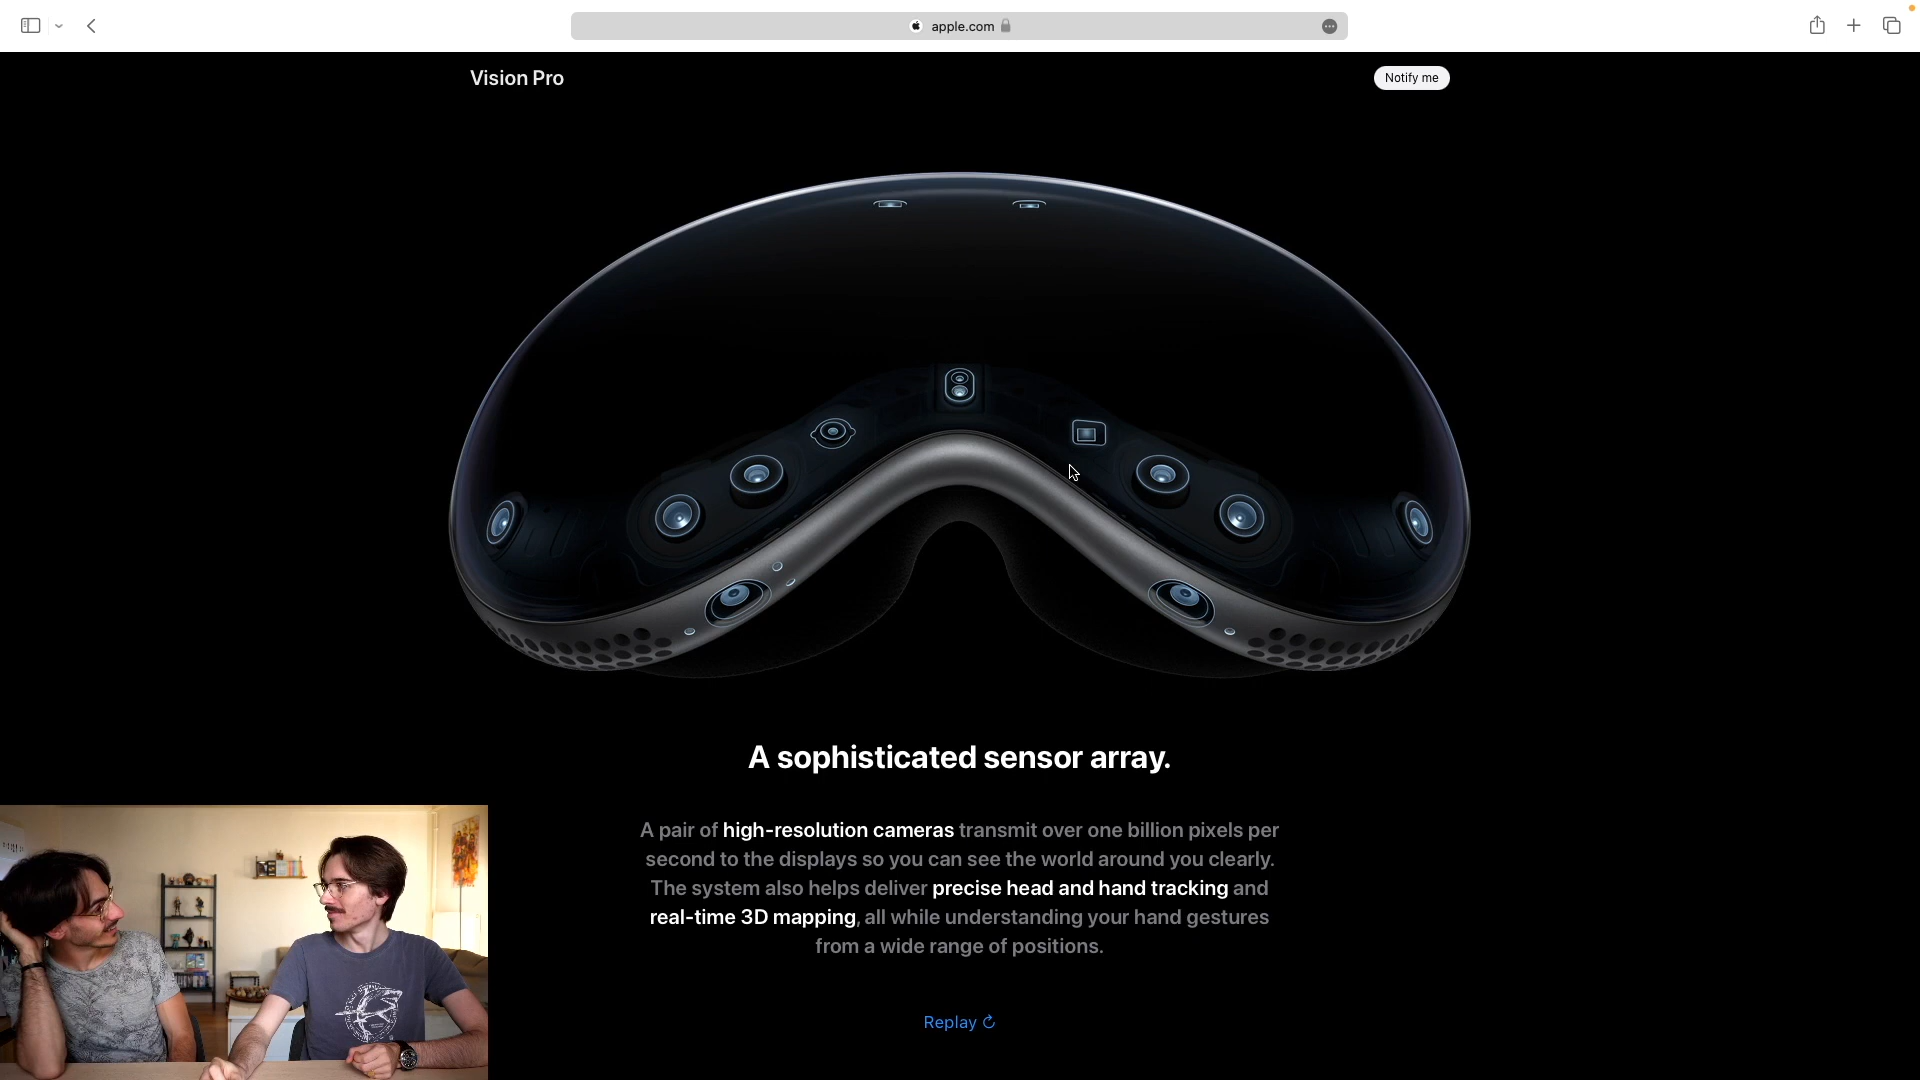 apple.com
Vision Pro
Notify me
A sophisticated sensor array.
A pair of high-resolution cameras transmit over one billion pixels per
second to the displays so you can see the world around you clearly.
The system also helps deliver precise head and hand tracking and
real-time 3D mapping, all while understanding your hand gestures
from a wide range of positions.
Replay